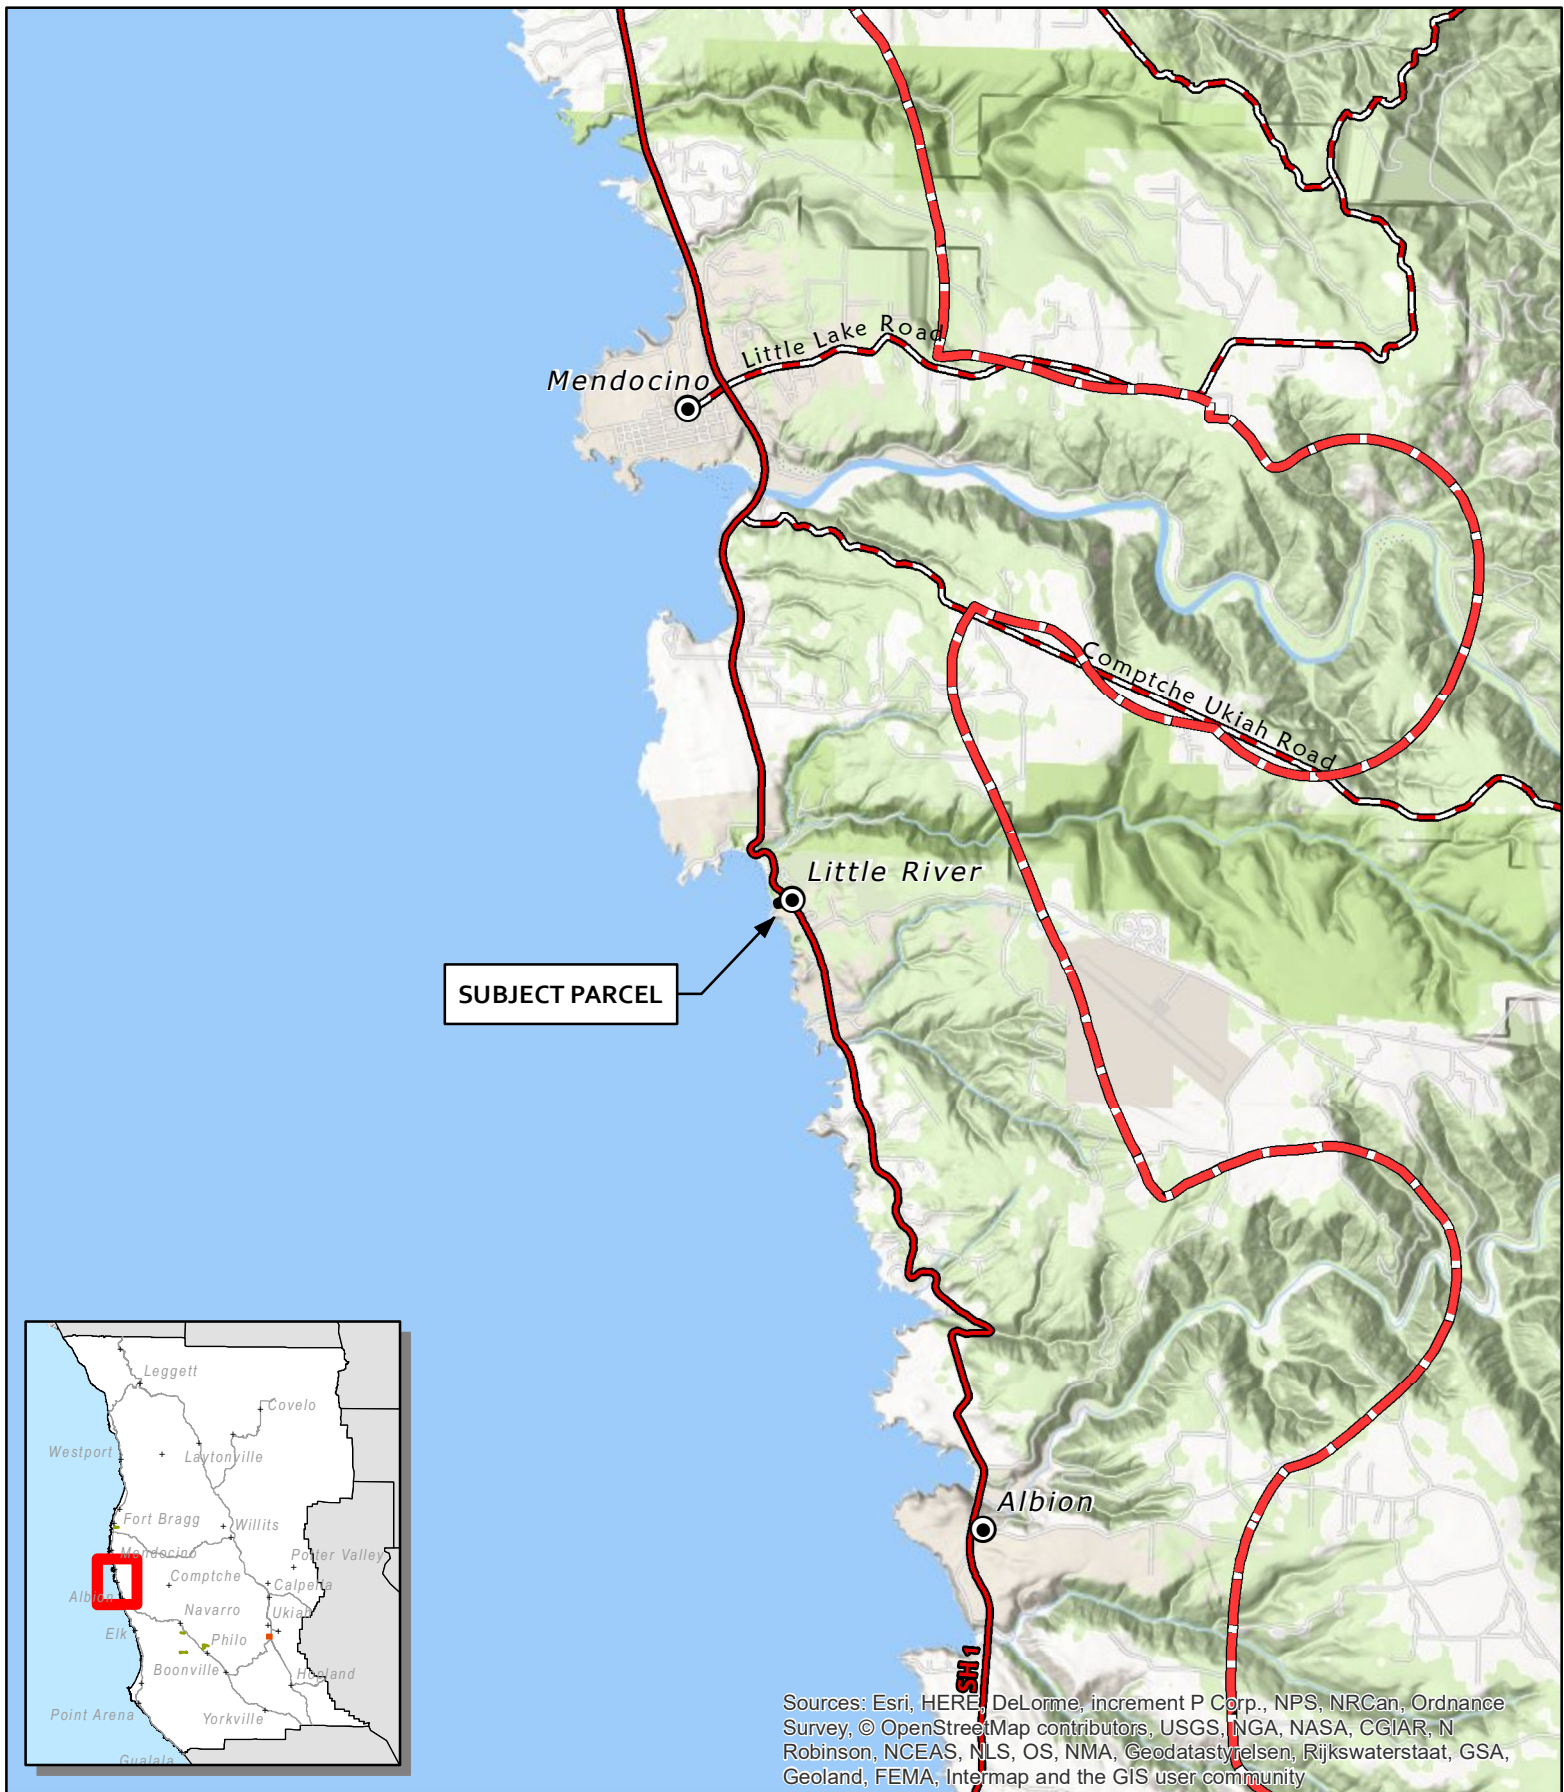 Little Lake Road
Mendocino
Comptche Ukiah Road
Little River
SUBJECT PARCEL
Albion
SH 1
Leggett
Covelo
Westport
Laytonville
Fort Bragg
Willits
Mendocino
Potter Valley
Comptche
Calpella
Albion
Navarro
Ukiah
Elk
Philo
Boonville
Hopland
Point Arena
Yorkville
Gualala
Sources: Esri, HERE, DeLorme, increment P Corp., NPS, NRCan, Ordnance
Survey, © OpenStreetMap contributors, USGS, NGA, NASA, CGIAR, N
Robinson, NCEAS, NLS, OS, NMA, Geodatastyrelsen, Rijkswaterstaat, GSA,
Geoland, FEMA, Intermap and the GIS user community